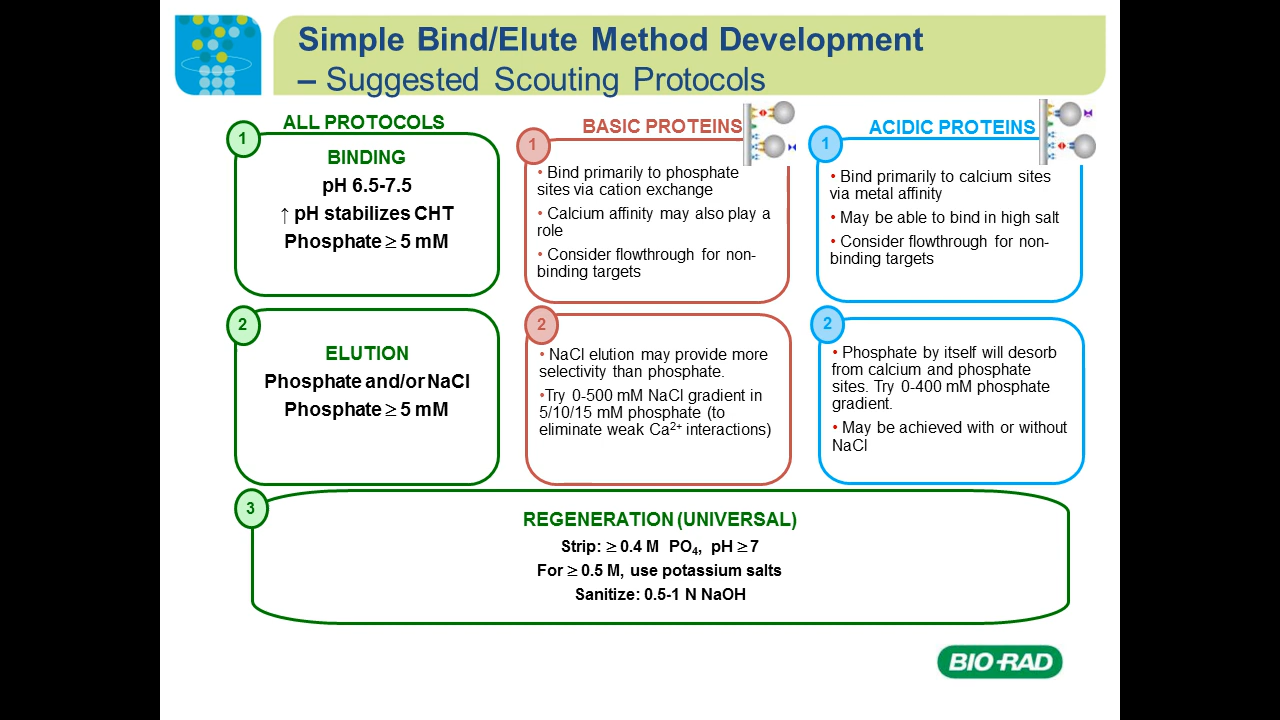 Simple Bind/Elute Method Development
– Suggested Scouting Protocols
ALL PROTOCOLS
1
BINDING
pH 6.5-7.5
↑ pH stabilizes CHT
Phosphate ≥ 5 mM
BASIC PROTEINS
1
• Bind primarily to phosphate
sites via cation exchange
• Calcium affinity may also play a
role
• Consider flowthrough for non-
binding targets
ACIDIC PROTEINS
1
• Bind primarily to calcium sites
via metal affinity
• May be able to bind in high salt
• Consider flowthrough for non-
binding targets
2
ELUTION
Phosphate and/or NaCl
Phosphate ≥ 5 mM
2
• NaCl elution may provide more
selectivity than phosphate.
•Try 0-500 mM NaCl gradient in
5/10/15 mM phosphate (to
eliminate weak Ca²⁺ interactions)
2
• Phosphate by itself will desorb
from calcium and phosphate
sites. Try 0-400 mM phosphate
gradient.
• May be achieved with or without
NaCl
3
REGENERATION (UNIVERSAL)
Strip: ≥ 0.4 M PO₄, pH ≥ 7
For ≥ 0.5 M, use potassium salts
Sanitize: 0.5-1 N NaOH
BIO-RAD